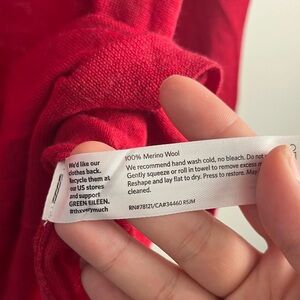 We'd like our
clothes back.
Recycle them at
our US stores
and support
GREEN EILEEN.
#theverymuch
100% Merino Wool
We recommend hand wash cold, no bleach. Do not
Gently squeeze or roll in towel to remove excess
Reshape and lay flat to dry. Press to restore. May
cleaned.
RN#78121/CA#34460 RSJM